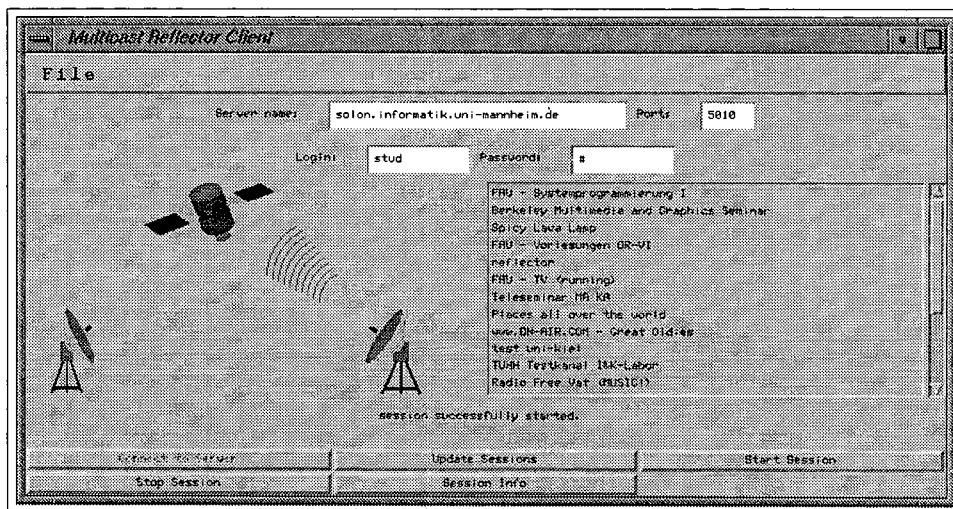 Multicast Reflector Client
File
Server name: solon.informatik.uni-mannheim.de Port: 5010
Login: stud Password: *
FAU - Systemprogrammierung I
Berkeley Multimedia and Graphics Seminar
Spicy Lava Lamp
FAU - Vorlesungen GR-VI
reflector
FAU - TV (running)
Teleseminar MA KA
Places all over the world
www.ON-AIR.COM - Great Oldies
test uni-kiel
TUHH Testkanal I&K-Labor
Radio Free Vat (MUSIC!)
session successfully started.
Connect to Server Update Sessions Start Session
Stop Session Session Info